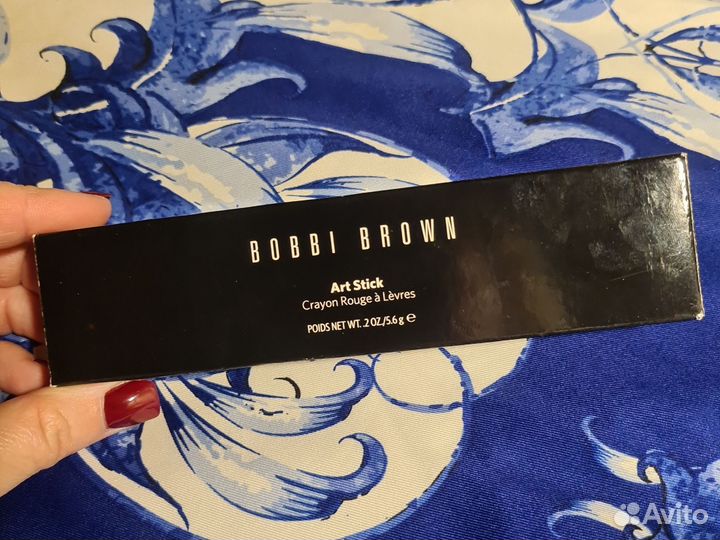 BOBBI BROWN
Art Stick
Crayon Rouge à Lèvres
POIDS NET WT. .2 OZ./5.6 g ℮
Avito